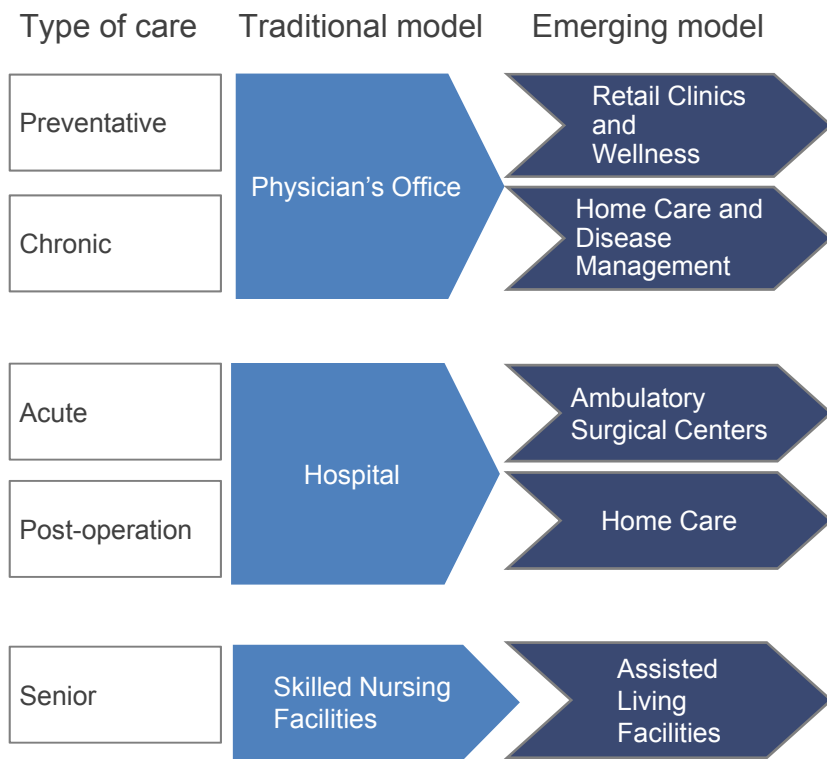 Type of care
Traditional model
Emerging model
Preventative
Physician’s Office
Retail Clinics
and
Wellness
Chronic
Home Care and
Disease
Management
Acute
Hospital
Ambulatory
Surgical Centers
Post-operation
Home Care
Senior
Skilled Nursing
Facilities
Assisted
Living
Facilities